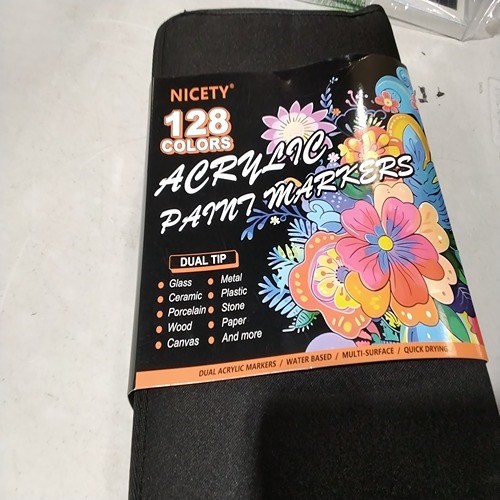 NICETY®
128
COLORS
ACRYLIC
PAINT MARKERS
DUAL TIP
Glass
Ceramic
Porcelain
Wood
Canvas
Metal
Plastic
Stone
Paper
And more
DUAL ACRYLIC MARKERS / WATER BASED / MULTI-SURFACE / QUICK DRYING